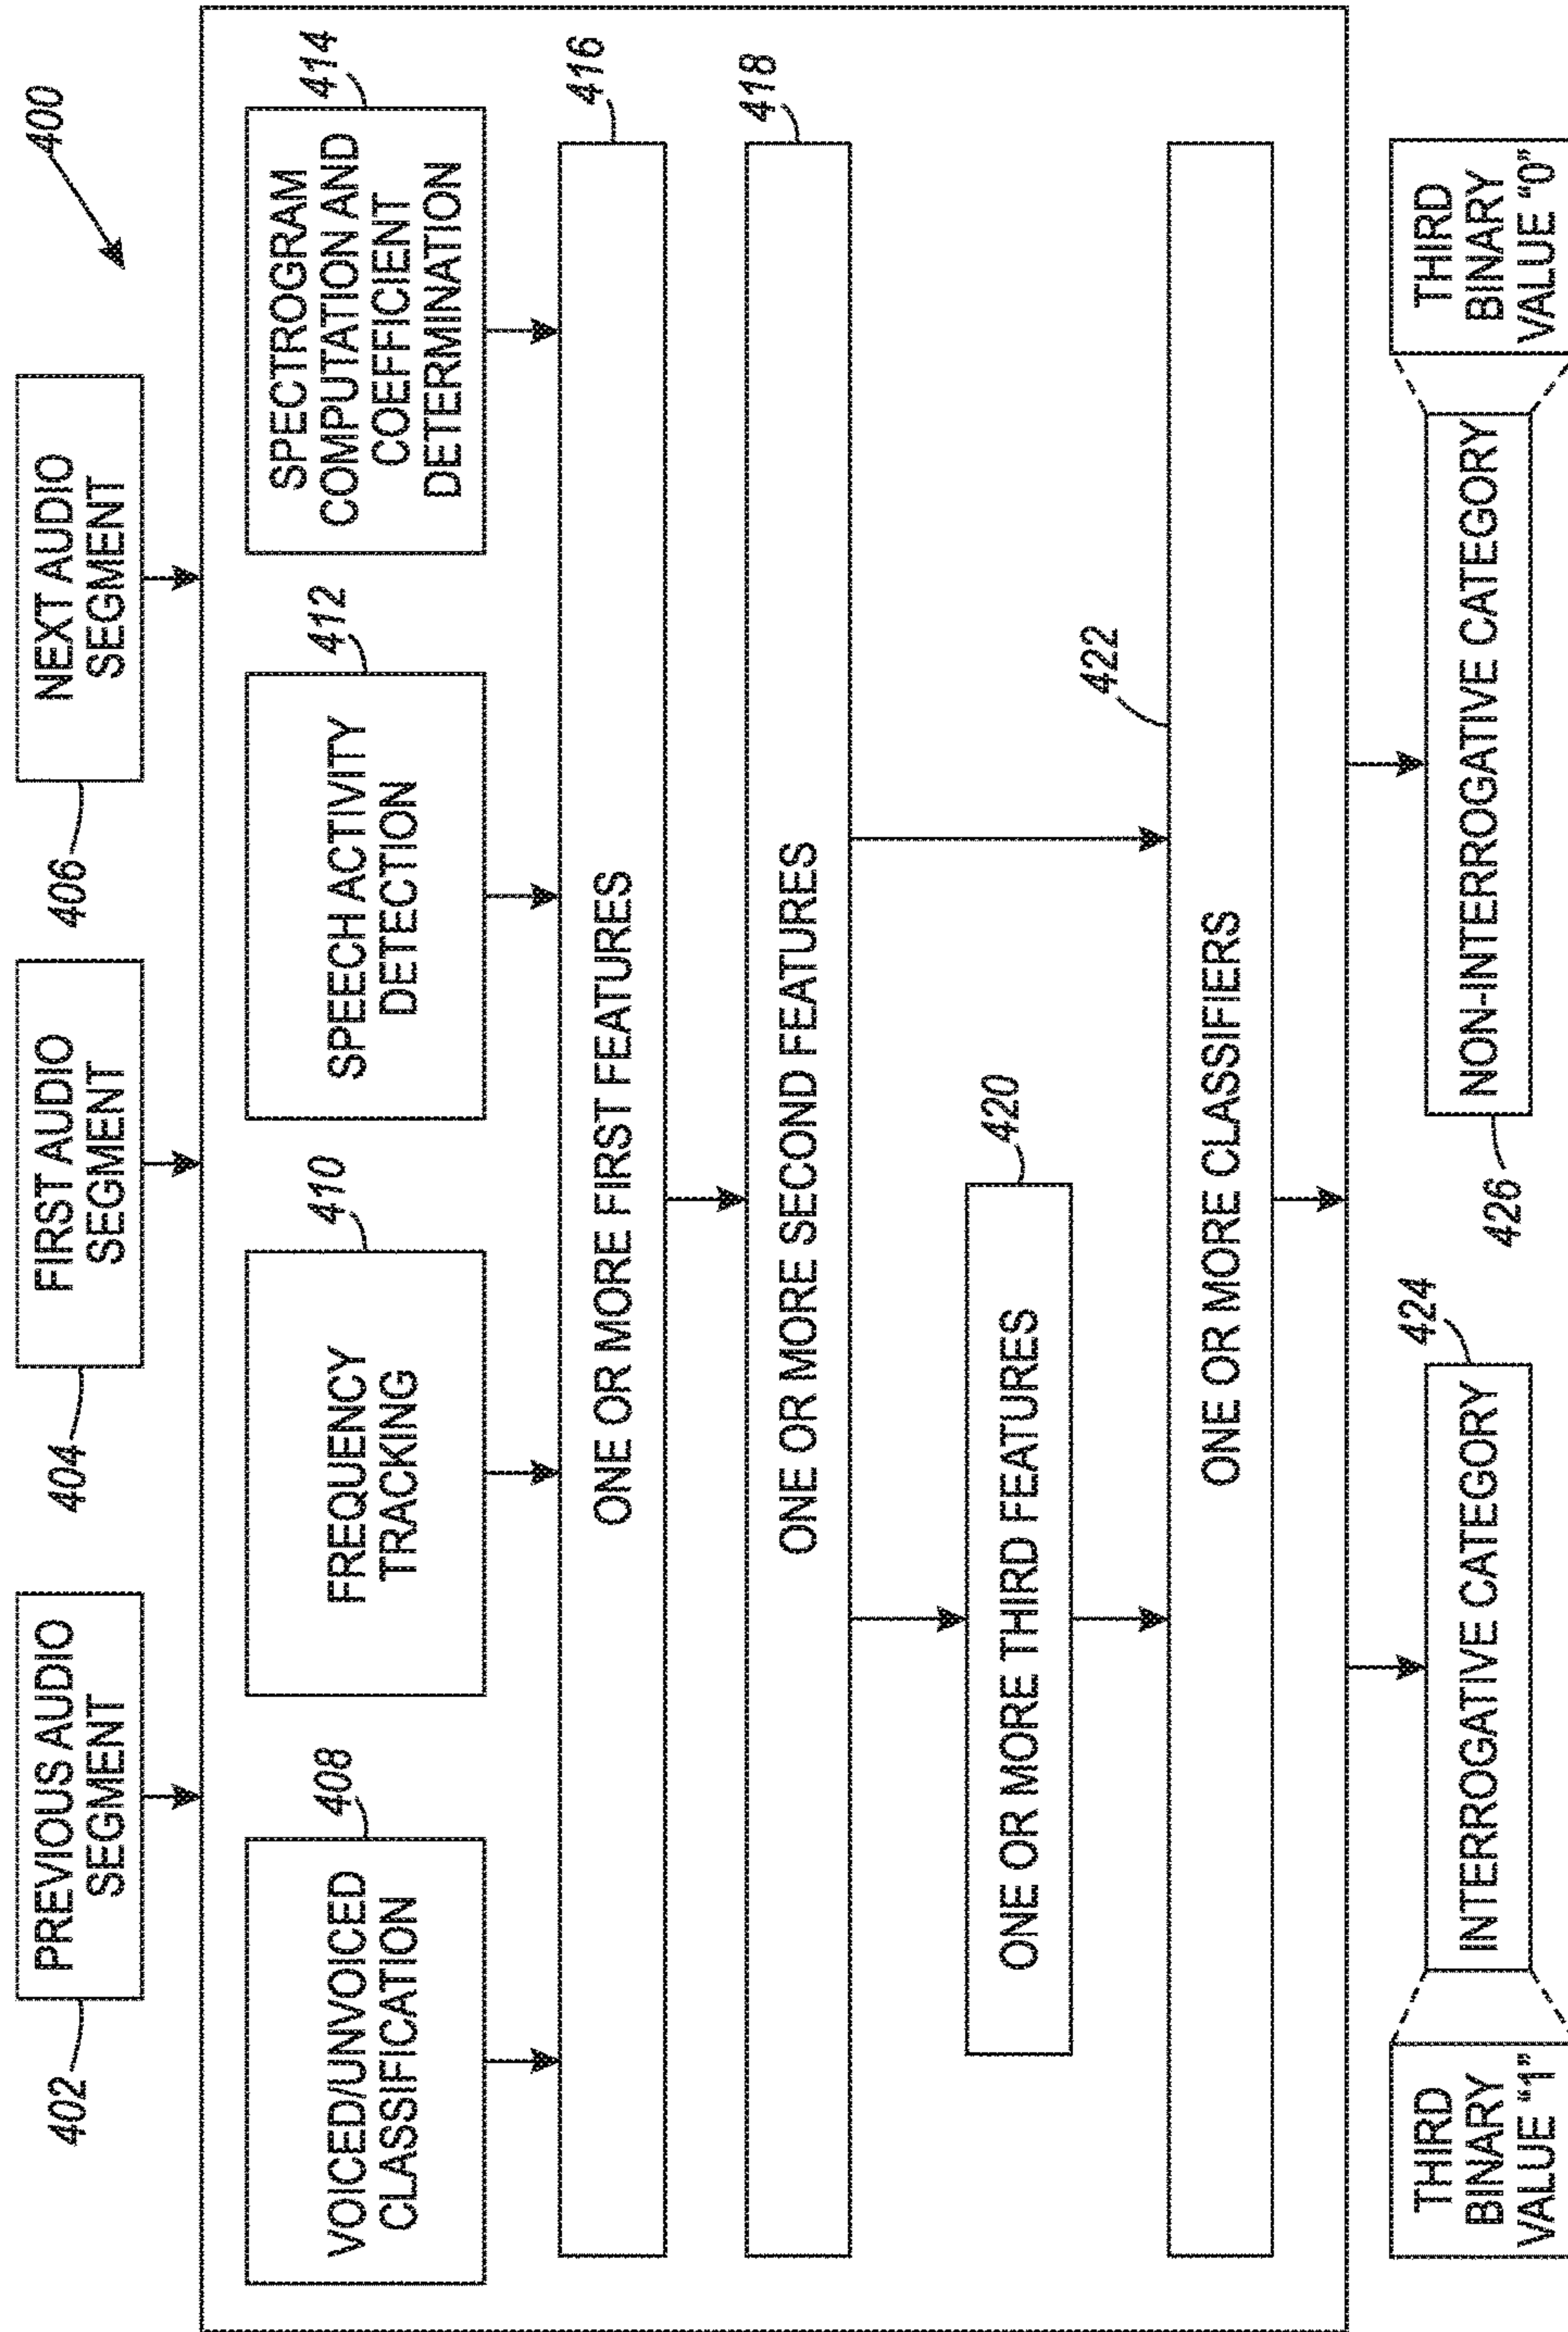 400
PREVIOUS AUDIO
SEGMENT
402
FIRST AUDIO
SEGMENT
404
NEXT AUDIO
SEGMENT
406
VOICED/UNVOICED
CLASSIFICATION
408
FREQUENCY
TRACKING
410
SPEECH ACTIVITY
DETECTION
412
SPECTROGRAM
COMPUTATION AND
COEFFICIENT
DETERMINATION
414
ONE OR MORE FIRST FEATURES
416
ONE OR MORE SECOND FEATURES
418
ONE OR MORE THIRD FEATURES
420
ONE OR MORE CLASSIFIERS
422
THIRD
BINARY
VALUE “1”
INTERROGATIVE CATEGORY
424
NON-INTERROGATIVE CATEGORY
426
THIRD
BINARY
VALUE “0”